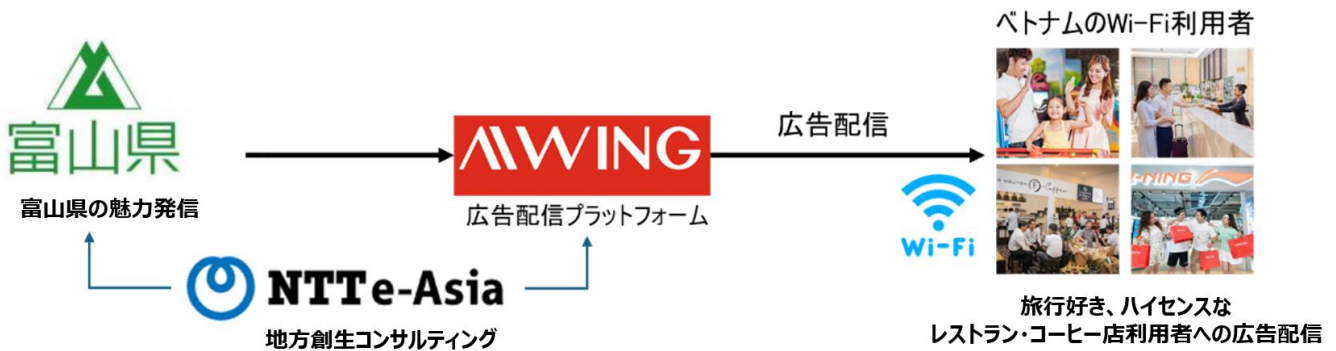 ベトナムのWi-Fi利用者
富山県
富山県の魅力発信
AWING
広告配信プラットフォーム
広告配信
Wi-Fi
NTTe-Asia
地方創生コンサルティング
旅行好き、ハイセンスな
レストラン・コーヒー店利用者への広告配信